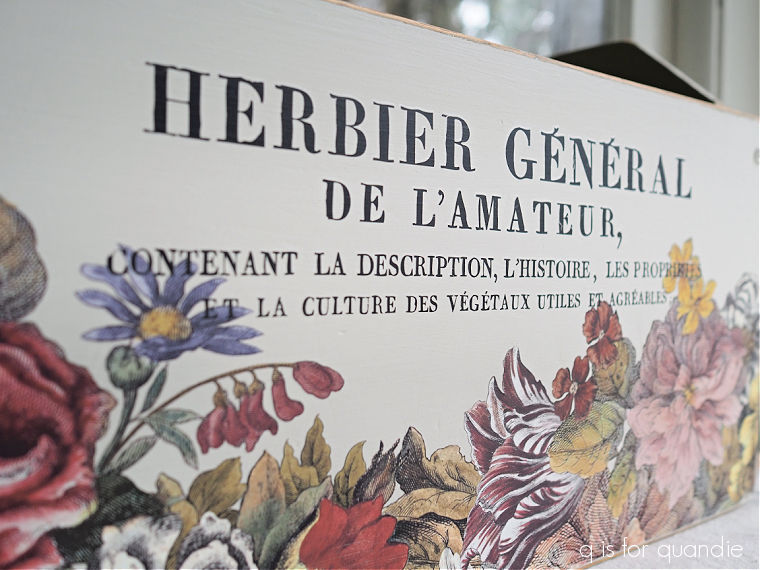 HERBIER GÉNÉRAL
DE L'AMATEUR,
CONTENANT LA DESCRIPTION, L'HISTOIRE, LES PROPRIÉTÉS
ET LA CULTURE DES VÉGÉTAUX UTILES ET AGRÉABLES
q is for quandie